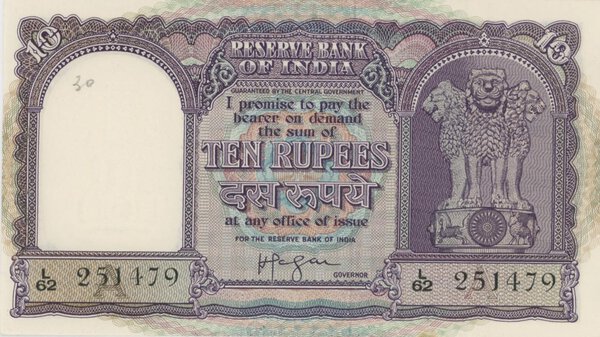 10 10
RESERVE BANK
OF INDIA
GUARANTEED BY THE CENTRAL GOVERNMENT
30
I promise to pay the
bearer on demand
the sum of
TEN RUPEES
दस रूपये
at any office of issue
FOR THE RESERVE BANK OF INDIA
GOVERNOR
L/62 251479
A
L/62 251479